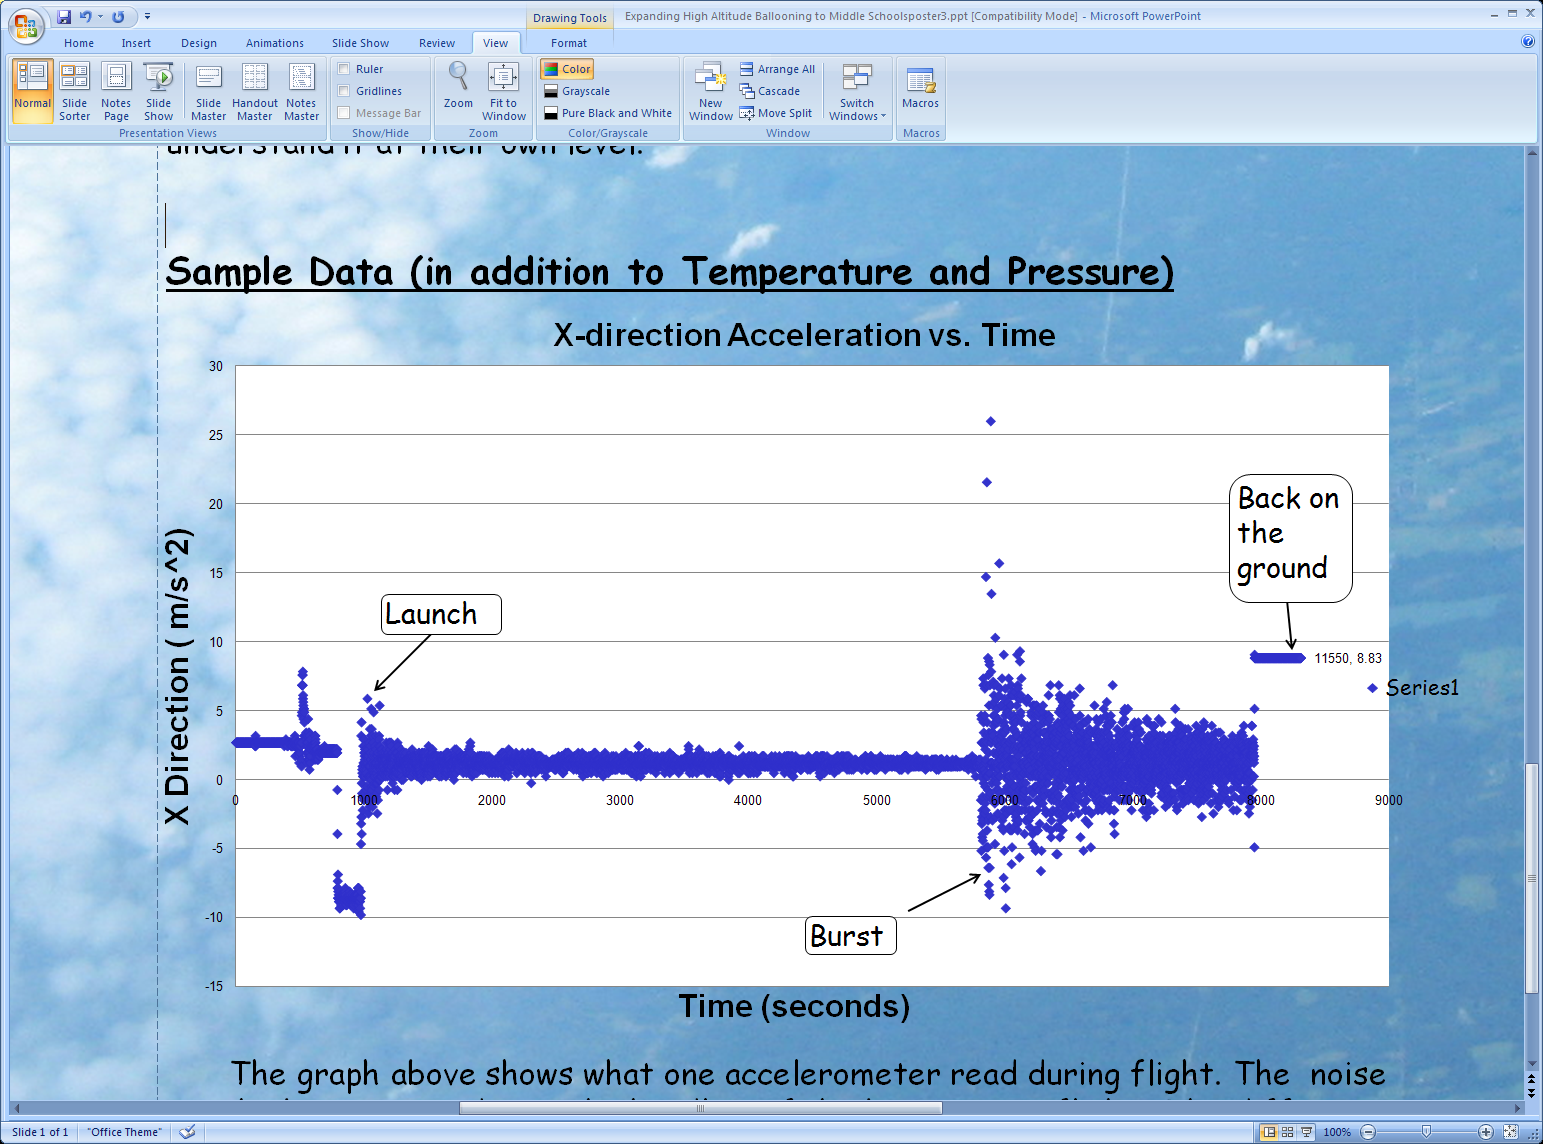 Drawing Tools
Expanding High Altitude Ballooning to Middle Schoolsposter3.ppt [Compatibility Mode] - Microsoft PowerPoint
Home Insert Design Animations Slide Show Review View Format
Normal
Slide Sorter
Notes Page
Slide Show
Slide Master
Handout Master
Notes Master
Presentation Views
Ruler
Gridlines
Message Bar
Show/Hide
Zoom
Fit to Window
Zoom
Color
Grayscale
Pure Black and White
Color/Grayscale
New Window
Arrange All
Cascade
Move Split
Switch Windows
Window
Macros
Macros
understand it at their own level.
Sample Data (in addition to Temperature and Pressure)
X-direction Acceleration vs. Time
X Direction ( m/s^2)
30
25
20
15
10
5
0
-5
-10
-15
0 1000 2000 3000 4000 5000 6000 7000 8000 9000
Launch
Burst
Back on
the
ground
11550, 8.83
Series1
Time (seconds)
The graph above shows what one accelerometer read during flight. The noise
Slide 1 of 1 "Office Theme" 100%